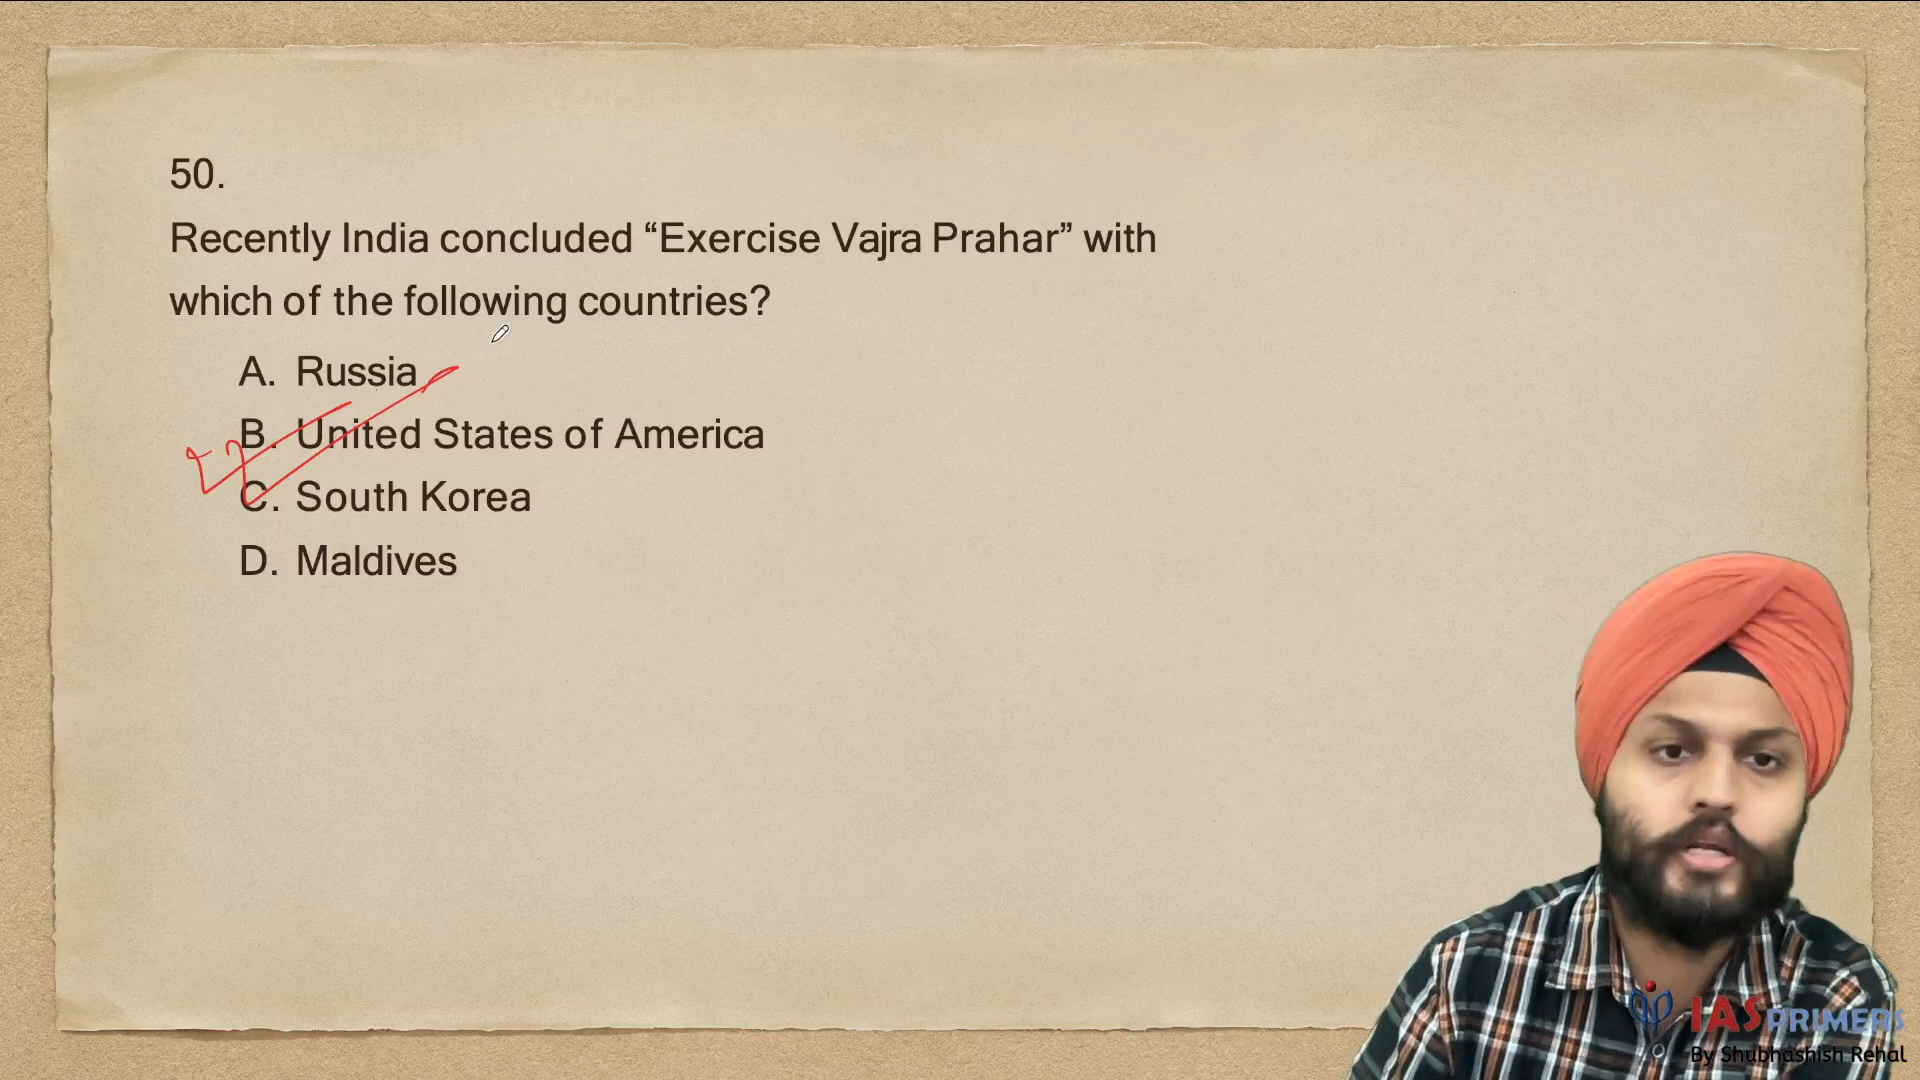 50.
Recently India concluded “Exercise Vajra Prahar” with
which of the following countries?
A. Russia
B. United States of America
C. South Korea
D. Maldives
IAS PRIMERS
By Shubhashish Rehal